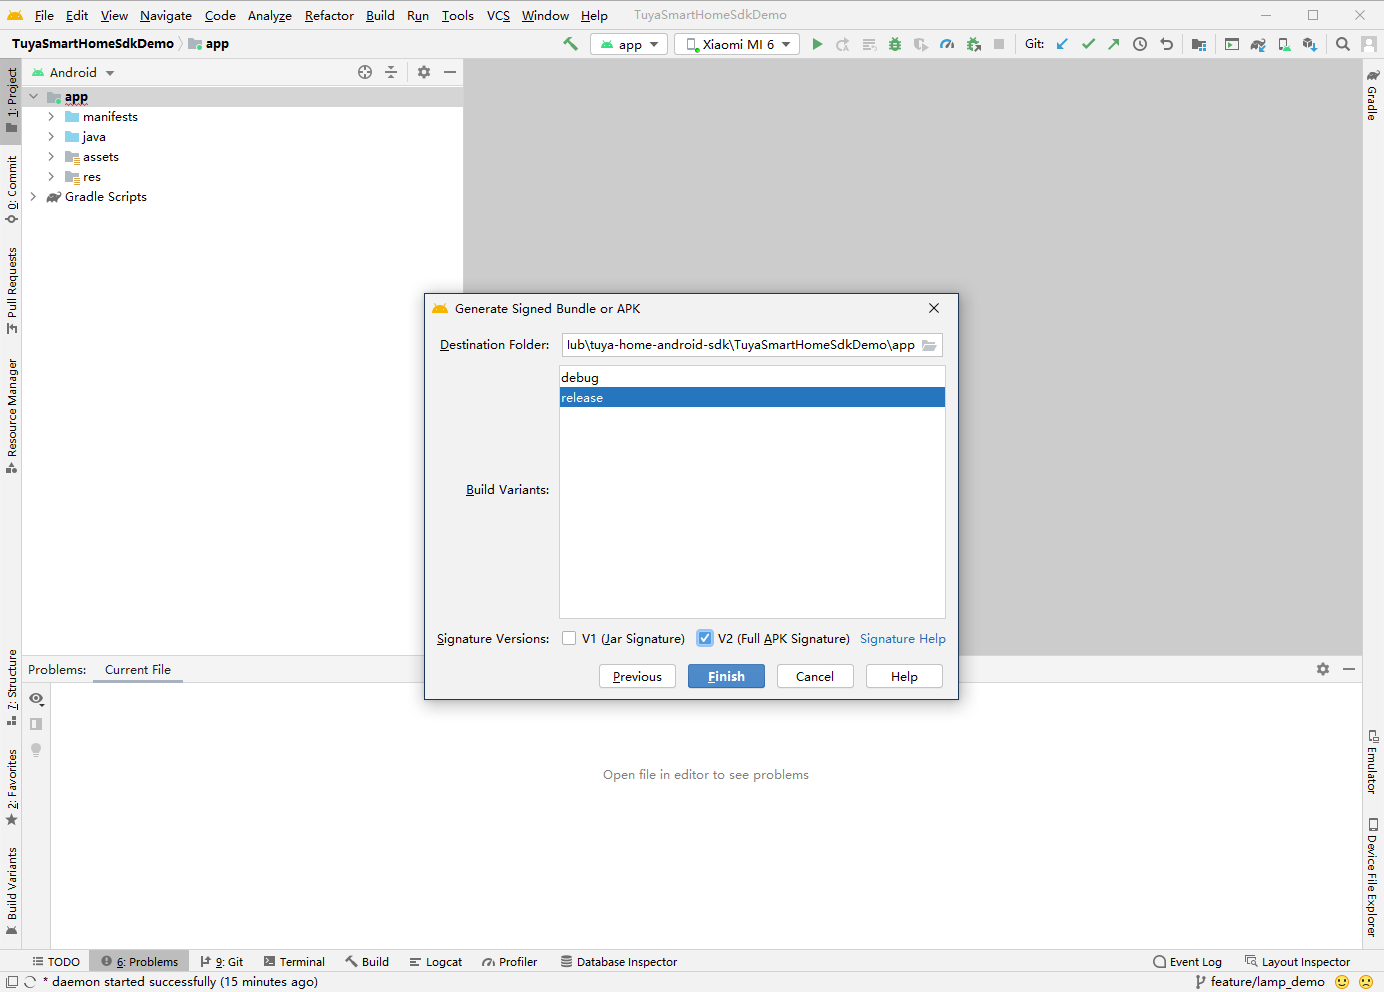 File Edit View Navigate Code Analyze Refactor Build Run Tools VCS Window Help TuyaSmartHomeSdkDemo
TuyaSmartHomeSdkDemo app
app
Xiaomi MI 6
Git:
Android
app
manifests
java
assets
res
Gradle Scripts
1: Project
0: Commit
Pull Requests
Resource Manager
7: Structure
2: Favorites
Build Variants
Gradle
Emulator
Device File Explorer
Generate Signed Bundle or APK
Destination Folder: lub\tuya-home-android-sdk\TuyaSmartHomeSdkDemo\app
debug
release
Build Variants:
Signature Versions: V1 (Jar Signature) V2 (Full APK Signature) Signature Help
Previous Finish Cancel Help
Problems: Current File
Open file in editor to see problems
TODO 6: Problems 9: Git Terminal Build Logcat Profiler Database Inspector Event Log Layout Inspector
* daemon started successfully (15 minutes ago) feature/lamp_demo